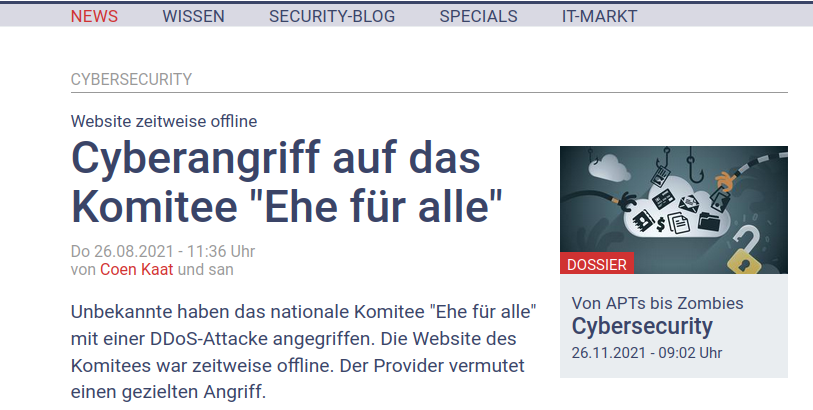 NEWS WISSEN SECURITY-BLOG SPECIALS IT-MARKT
CYBERSECURITY
Website zeitweise offline
Cyberangriff auf das
Komitee "Ehe für alle"
Do 26.08.2021 - 11:36 Uhr
von Coen Kaat und san
Unbekannte haben das nationale Komitee "Ehe für alle"
mit einer DDoS-Attacke angegriffen. Die Website des
Komitees war zeitweise offline. Der Provider vermutet
einen gezielten Angriff.
DOSSIER
Von APTs bis Zombies
Cybersecurity
26.11.2021 - 09:02 Uhr